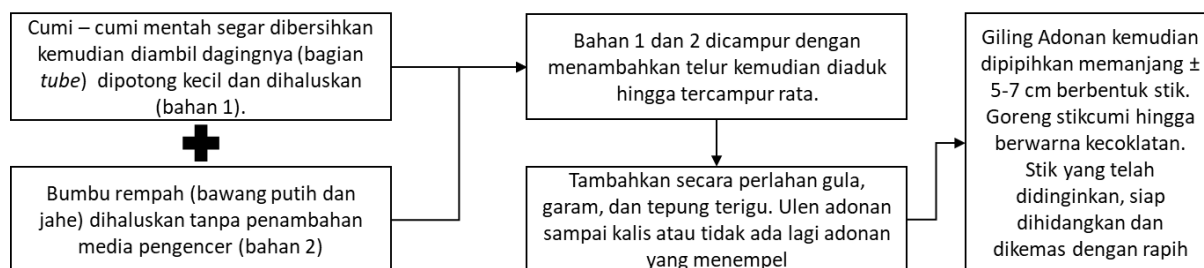 Cumi – cumi mentah segar dibersihkan
kemudian diambil dagingnya (bagian
tube) dipotong kecil dan dihaluskan
(bahan 1).
Bumbu rempah (bawang putih dan
jahe) dihaluskan tanpa penambahan
media pengencer (bahan 2)
Bahan 1 dan 2 dicampur dengan
menambahkan telur kemudian diaduk
hingga tercampur rata.
Tambahkan secara perlahan gula,
garam, dan tepung terigu. Ulen adonan
sampai kalis atau tidak ada lagi adonan
yang menempel
Giling Adonan kemudian
dipipihkan memanjang ±
5-7 cm berbentuk stik.
Goreng stikcumi hingga
berwarna kecoklatan.
Stik yang telah
didinginkan, siap
dihidangkan dan
dikemas dengan rapih